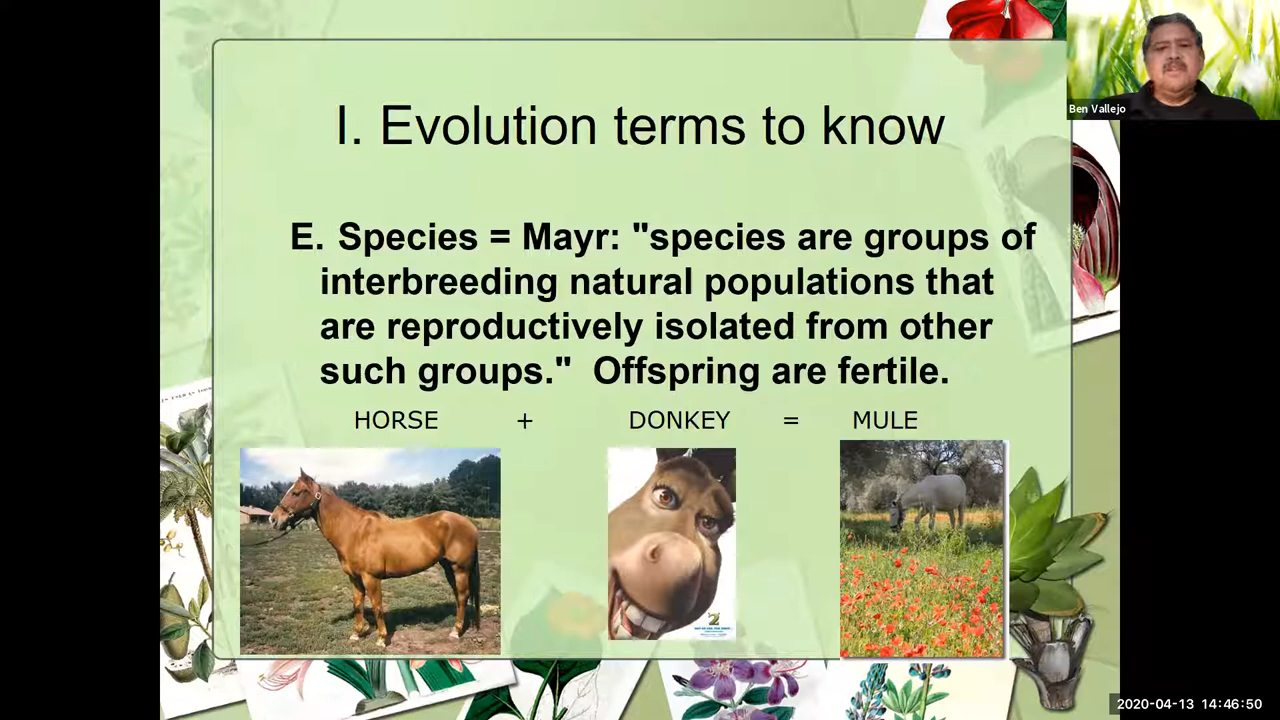 Ben Vallejo
I. Evolution terms to know
E. Species = Mayr: "species are groups of
interbreeding natural populations that
are reproductively isolated from other
such groups."  Offspring are fertile.
HORSE + DONKEY = MULE
2
2020-04-13 14:46:50